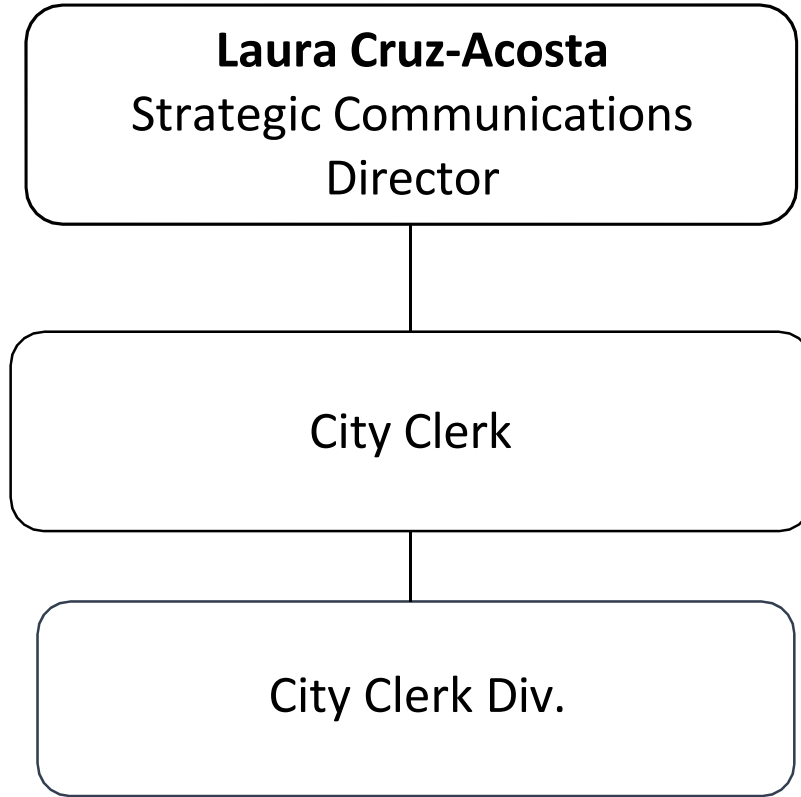 Laura Cruz-Acosta
Strategic Communications
Director
City Clerk
City Clerk Div.